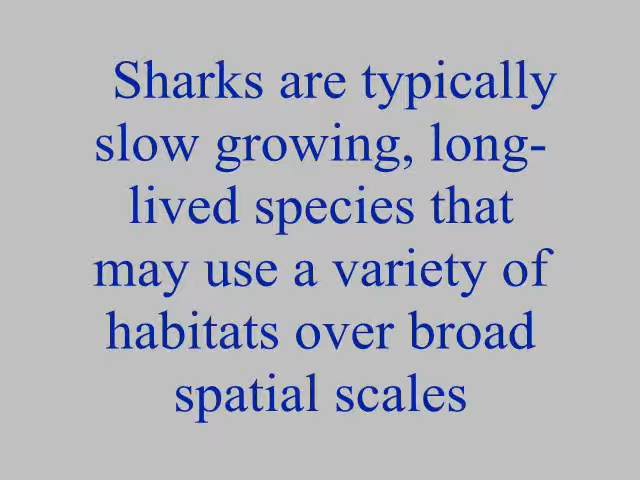 Sharks are typically
slow growing, long-
lived species that
may use a variety of
habitats over broad
spatial scales